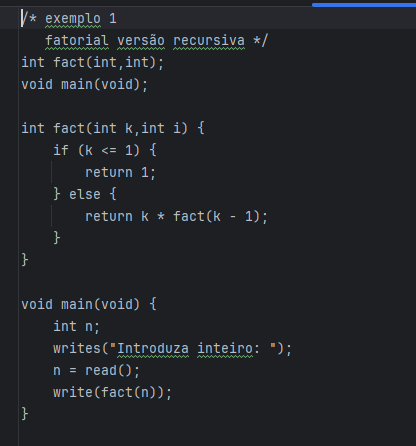 /* exemplo 1
   fatorial versão recursiva */
int fact(int,int);
void main(void);

int fact(int k,int i) {
    if (k <= 1) {
        return 1;
    } else {
        return k * fact(k - 1);
    }
}

void main(void) {
    int n;
    writes("Introduza inteiro: ");
    n = read();
    write(fact(n));
}